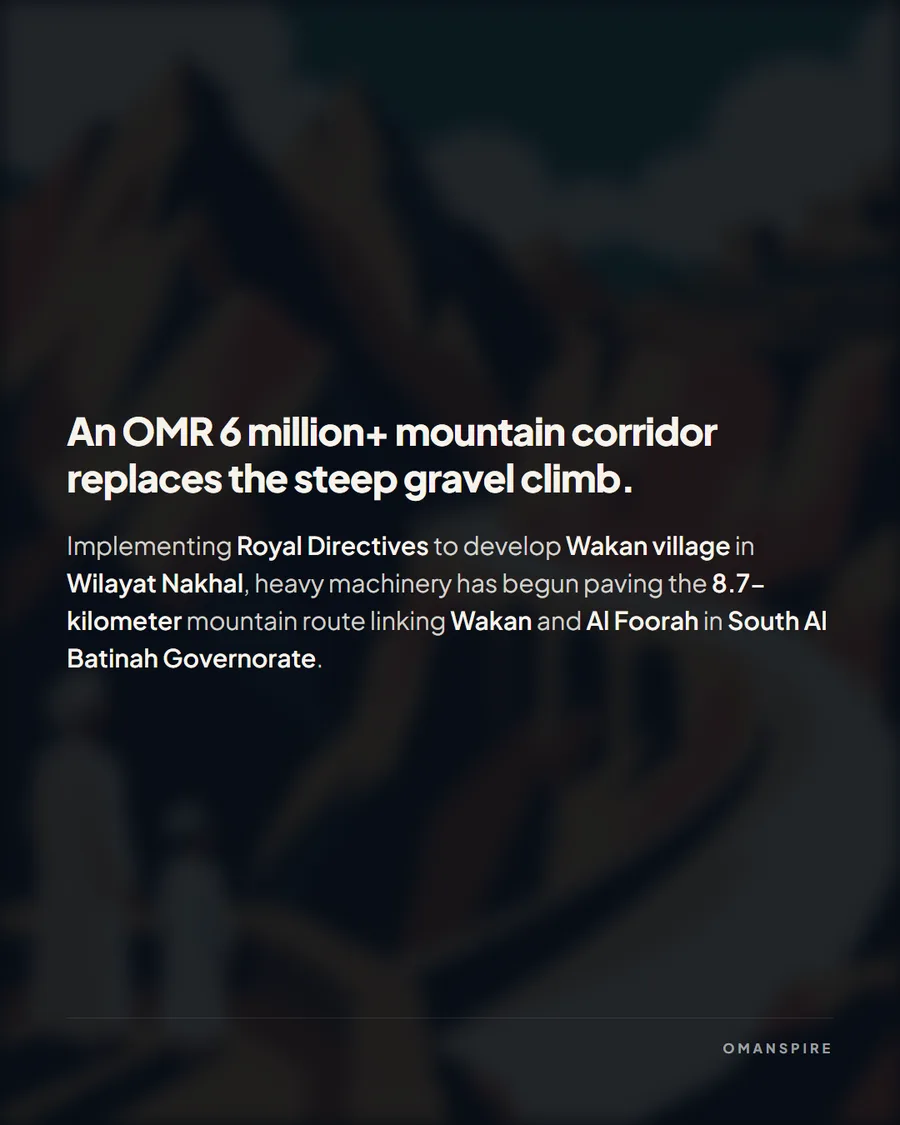 An OMR 6 million+ mountain corridor
replaces the steep gravel climb.
Implementing Royal Directives to develop Wakan village in
Wilayat Nakhal, heavy machinery has begun paving the 8.7–
kilometer mountain route linking Wakan and Al Foorah in South Al
Batinah Governorate.
OMANSPIRE